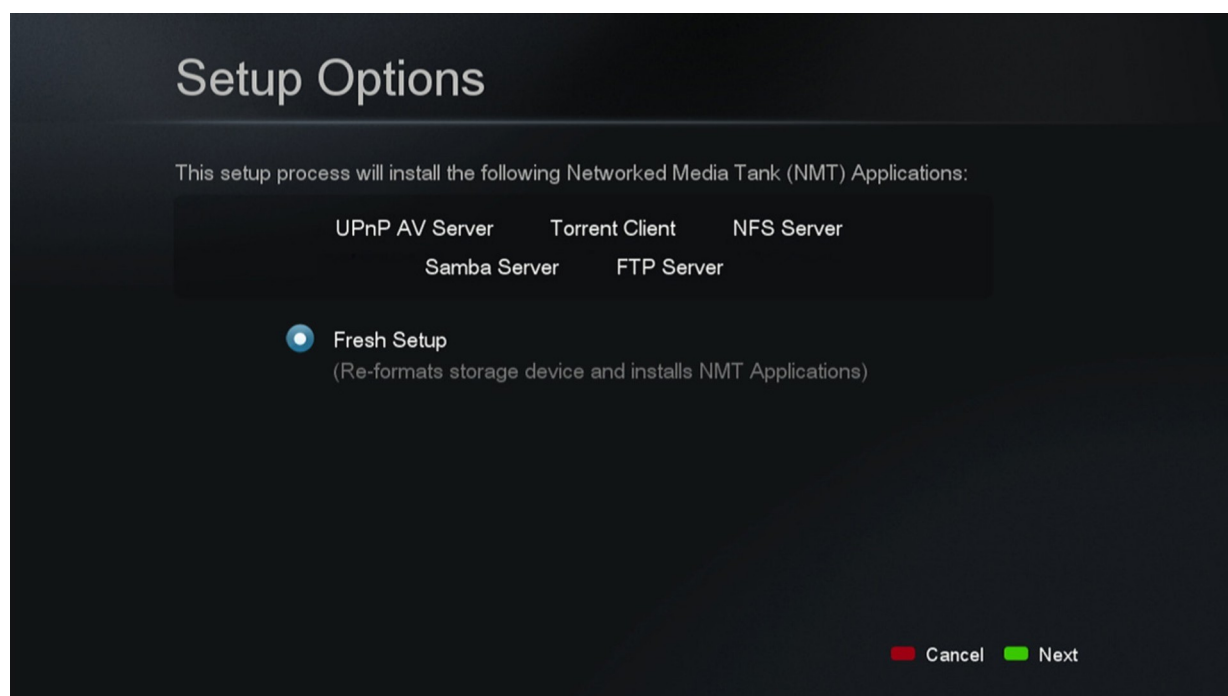 Setup Options
This setup process will install the following Networked Media Tank (NMT) Applications:
UPnP AV Server Torrent Client NFS Server
Samba Server FTP Server
Fresh Setup
(Re-formats storage device and installs NMT Applications)
Cancel Next